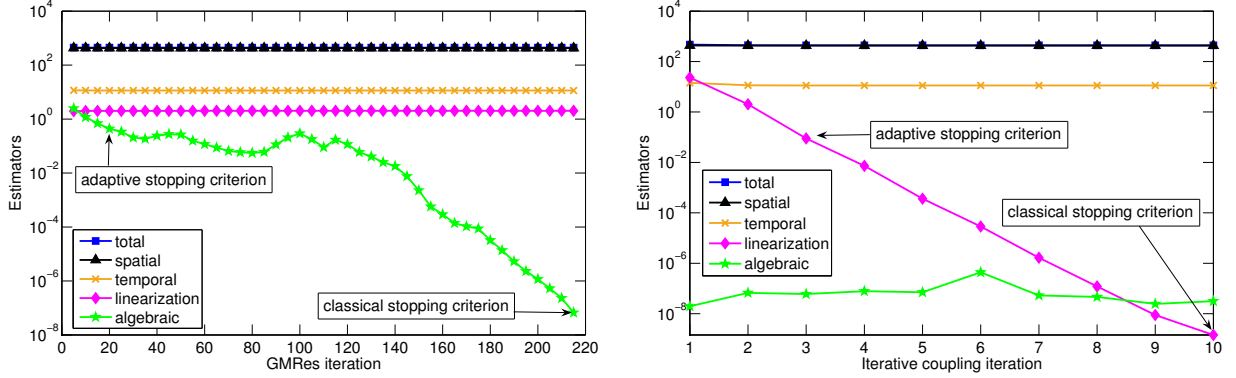 10^4
10^2
10^0
10^-2
10^-4
10^-6
10^-8
Estimators
adaptive stopping criterion
total
spatial
temporal
linearization
algebraic
classical stopping criterion
0 20 40 60 80 100 120 140 160 180 200 220
GMRes iteration
10^4
10^2
10^0
10^-2
10^-4
10^-6
10^-8
Estimators
adaptive stopping criterion
total
spatial
temporal
linearization
algebraic
classical stopping criterion
1 2 3 4 5 6 7 8 9 10
Iterative coupling iteration